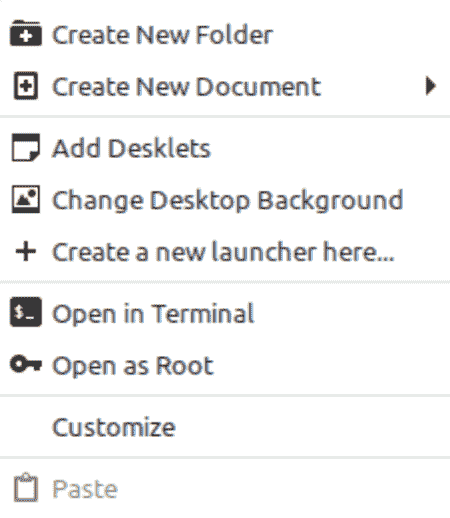 Create New Folder
Create New Document
Add Desklets
Change Desktop Background
Create a new launcher here...
$_ Open in Terminal
Open as Root
Customize
Paste